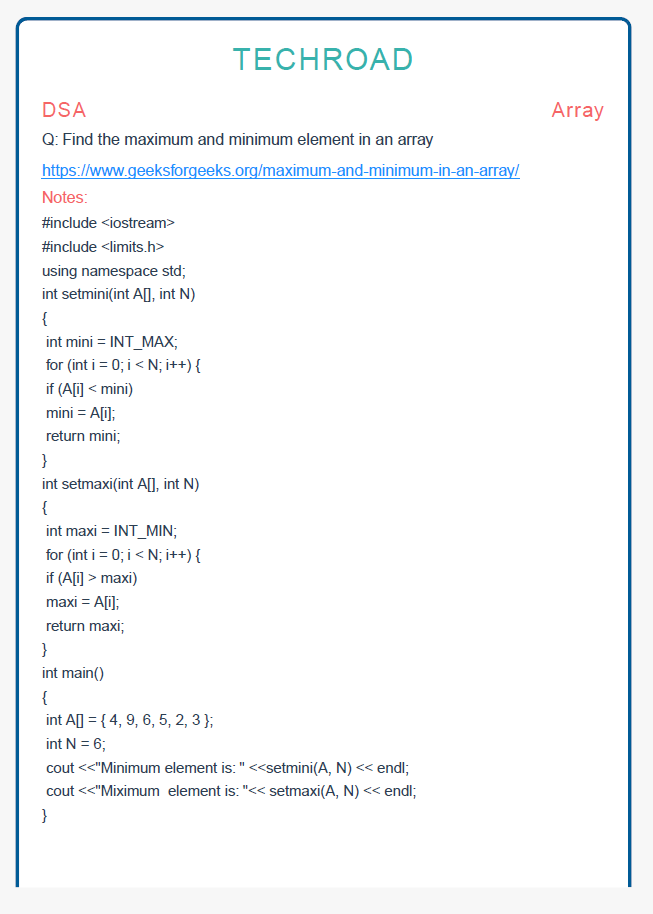 TECHROAD
DSA Array
Q: Find the maximum and minimum element in an array
https://www.geeksforgeeks.org/maximum-and-minimum-in-an-array/
Notes:
#include <iostream>
#include <limits.h>
using namespace std;
int setmini(int A[], int N)
{
int mini = INT_MAX;
for (int i = 0; i < N; i++) {
if (A[i] < mini)
mini = A[i];
return mini;
}
int setmaxi(int A[], int N)
{
int maxi = INT_MIN;
for (int i = 0; i < N; i++) {
if (A[i] > maxi)
maxi = A[i];
return maxi;
}
int main()
{
int A[] = { 4, 9, 6, 5, 2, 3 };
int N = 6;
cout <<"Minimum element is: " <<setmini(A, N) << endl;
cout <<"Miximum  element is: "<< setmaxi(A, N) << endl;
}